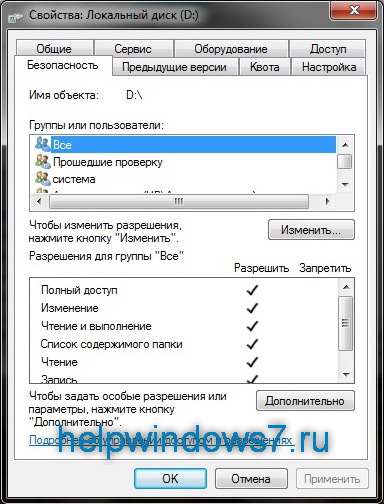 Свойства: Локальный диск (D:)
Общие Сервис Оборудование Доступ
Безопасность Предыдущие версии Квота Настройка
Имя объекта: D:\
Группы или пользователи:
Все
Прошедшие проверку
система
Чтобы изменить разрешения,
нажмите кнопку "Изменить".
Изменить...
Разрешения для группы "Все"
Разрешить Запретить
Полный доступ
Изменение
Чтение и выполнение
Список содержимого папки
Чтение
Запись
Чтобы задать особые разрешения или
параметры, нажмите кнопку
"Дополнительно".
Дополнительно
Подробнее об управлении доступом и разрешениях
helpwindows7.ru
OK Отмена Применить